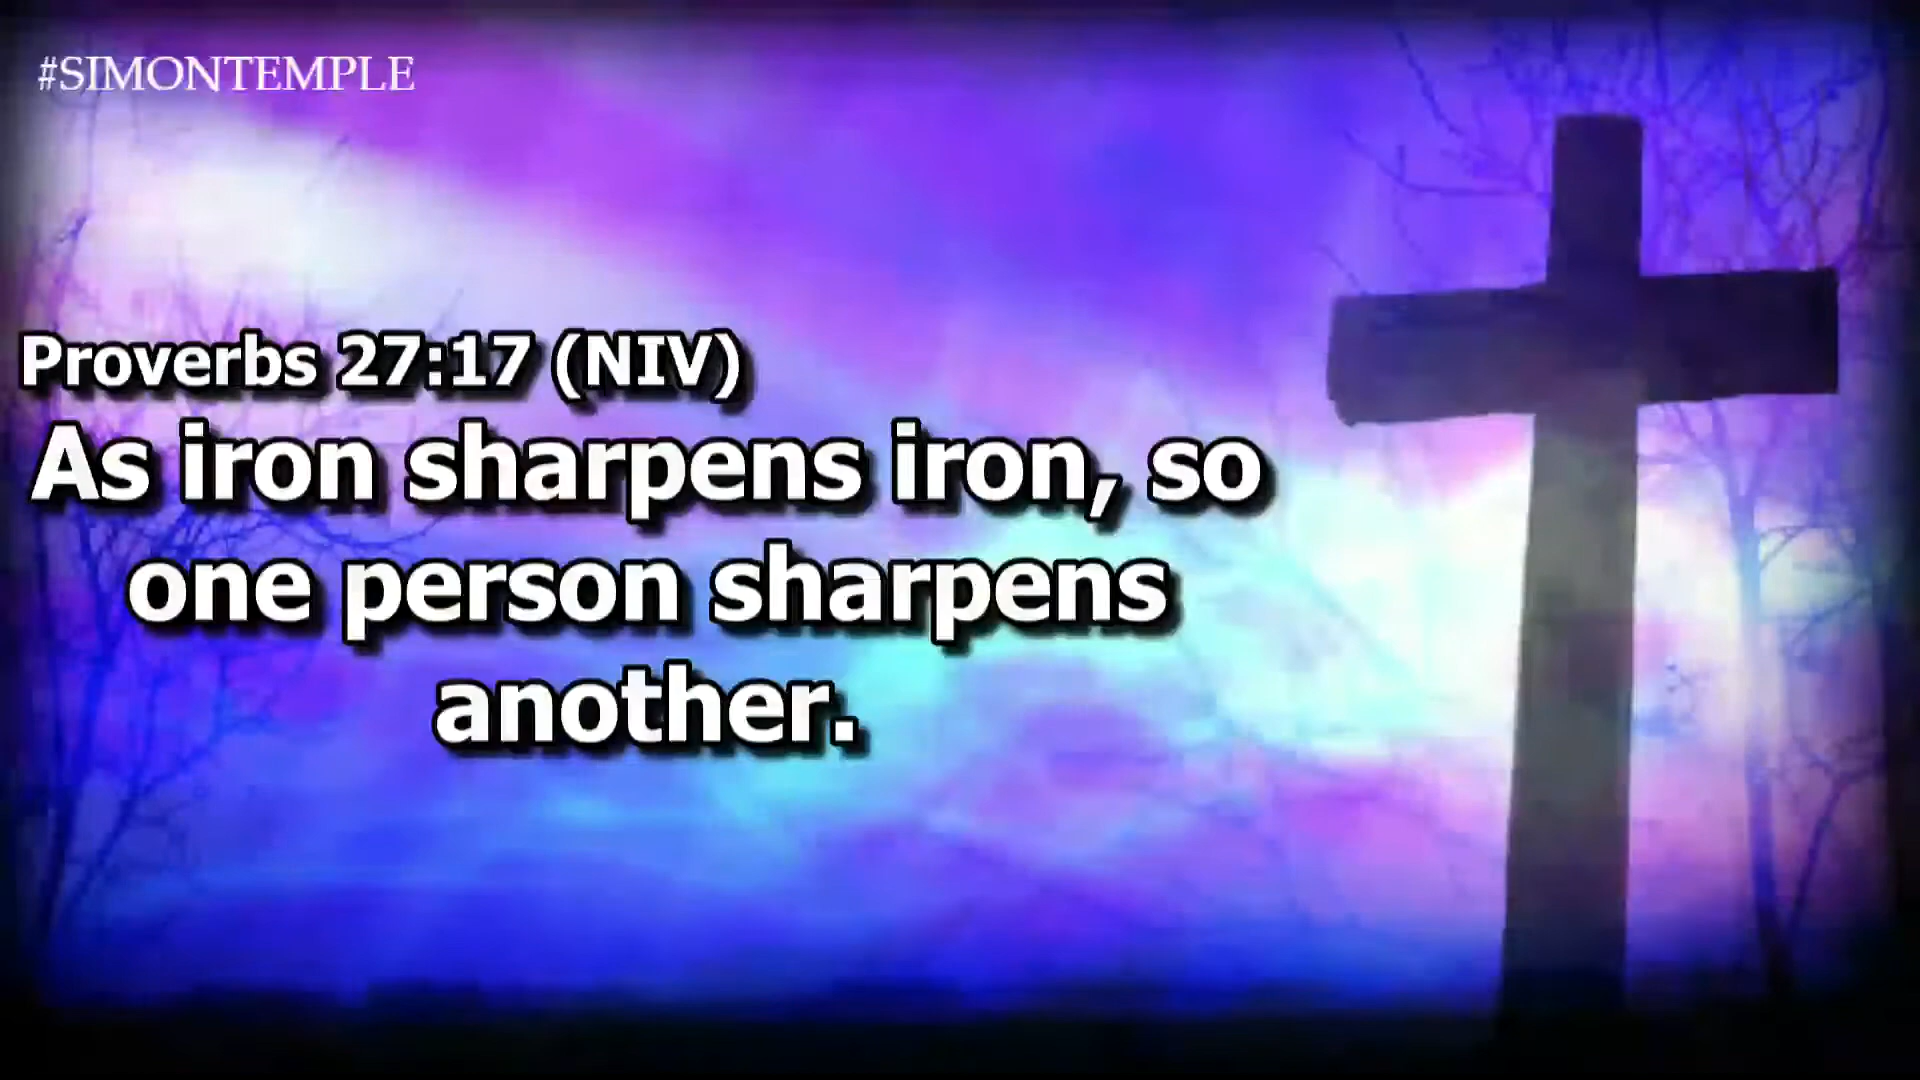 #SIMONTEMPLE
Proverbs 27:17 (NIV)
As iron sharpens iron, so
one person sharpens
another.